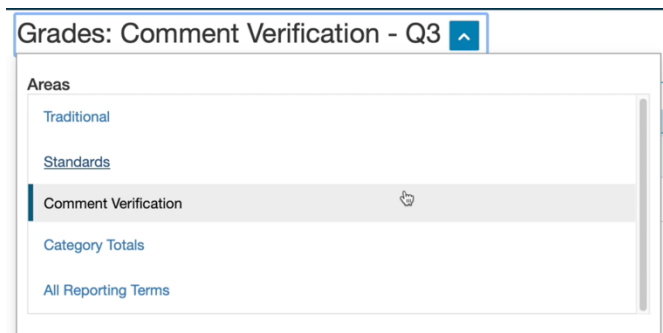 Grades: Comment Verification - Q3
Areas
Traditional
Standards
Comment Verification
Category Totals
All Reporting Terms